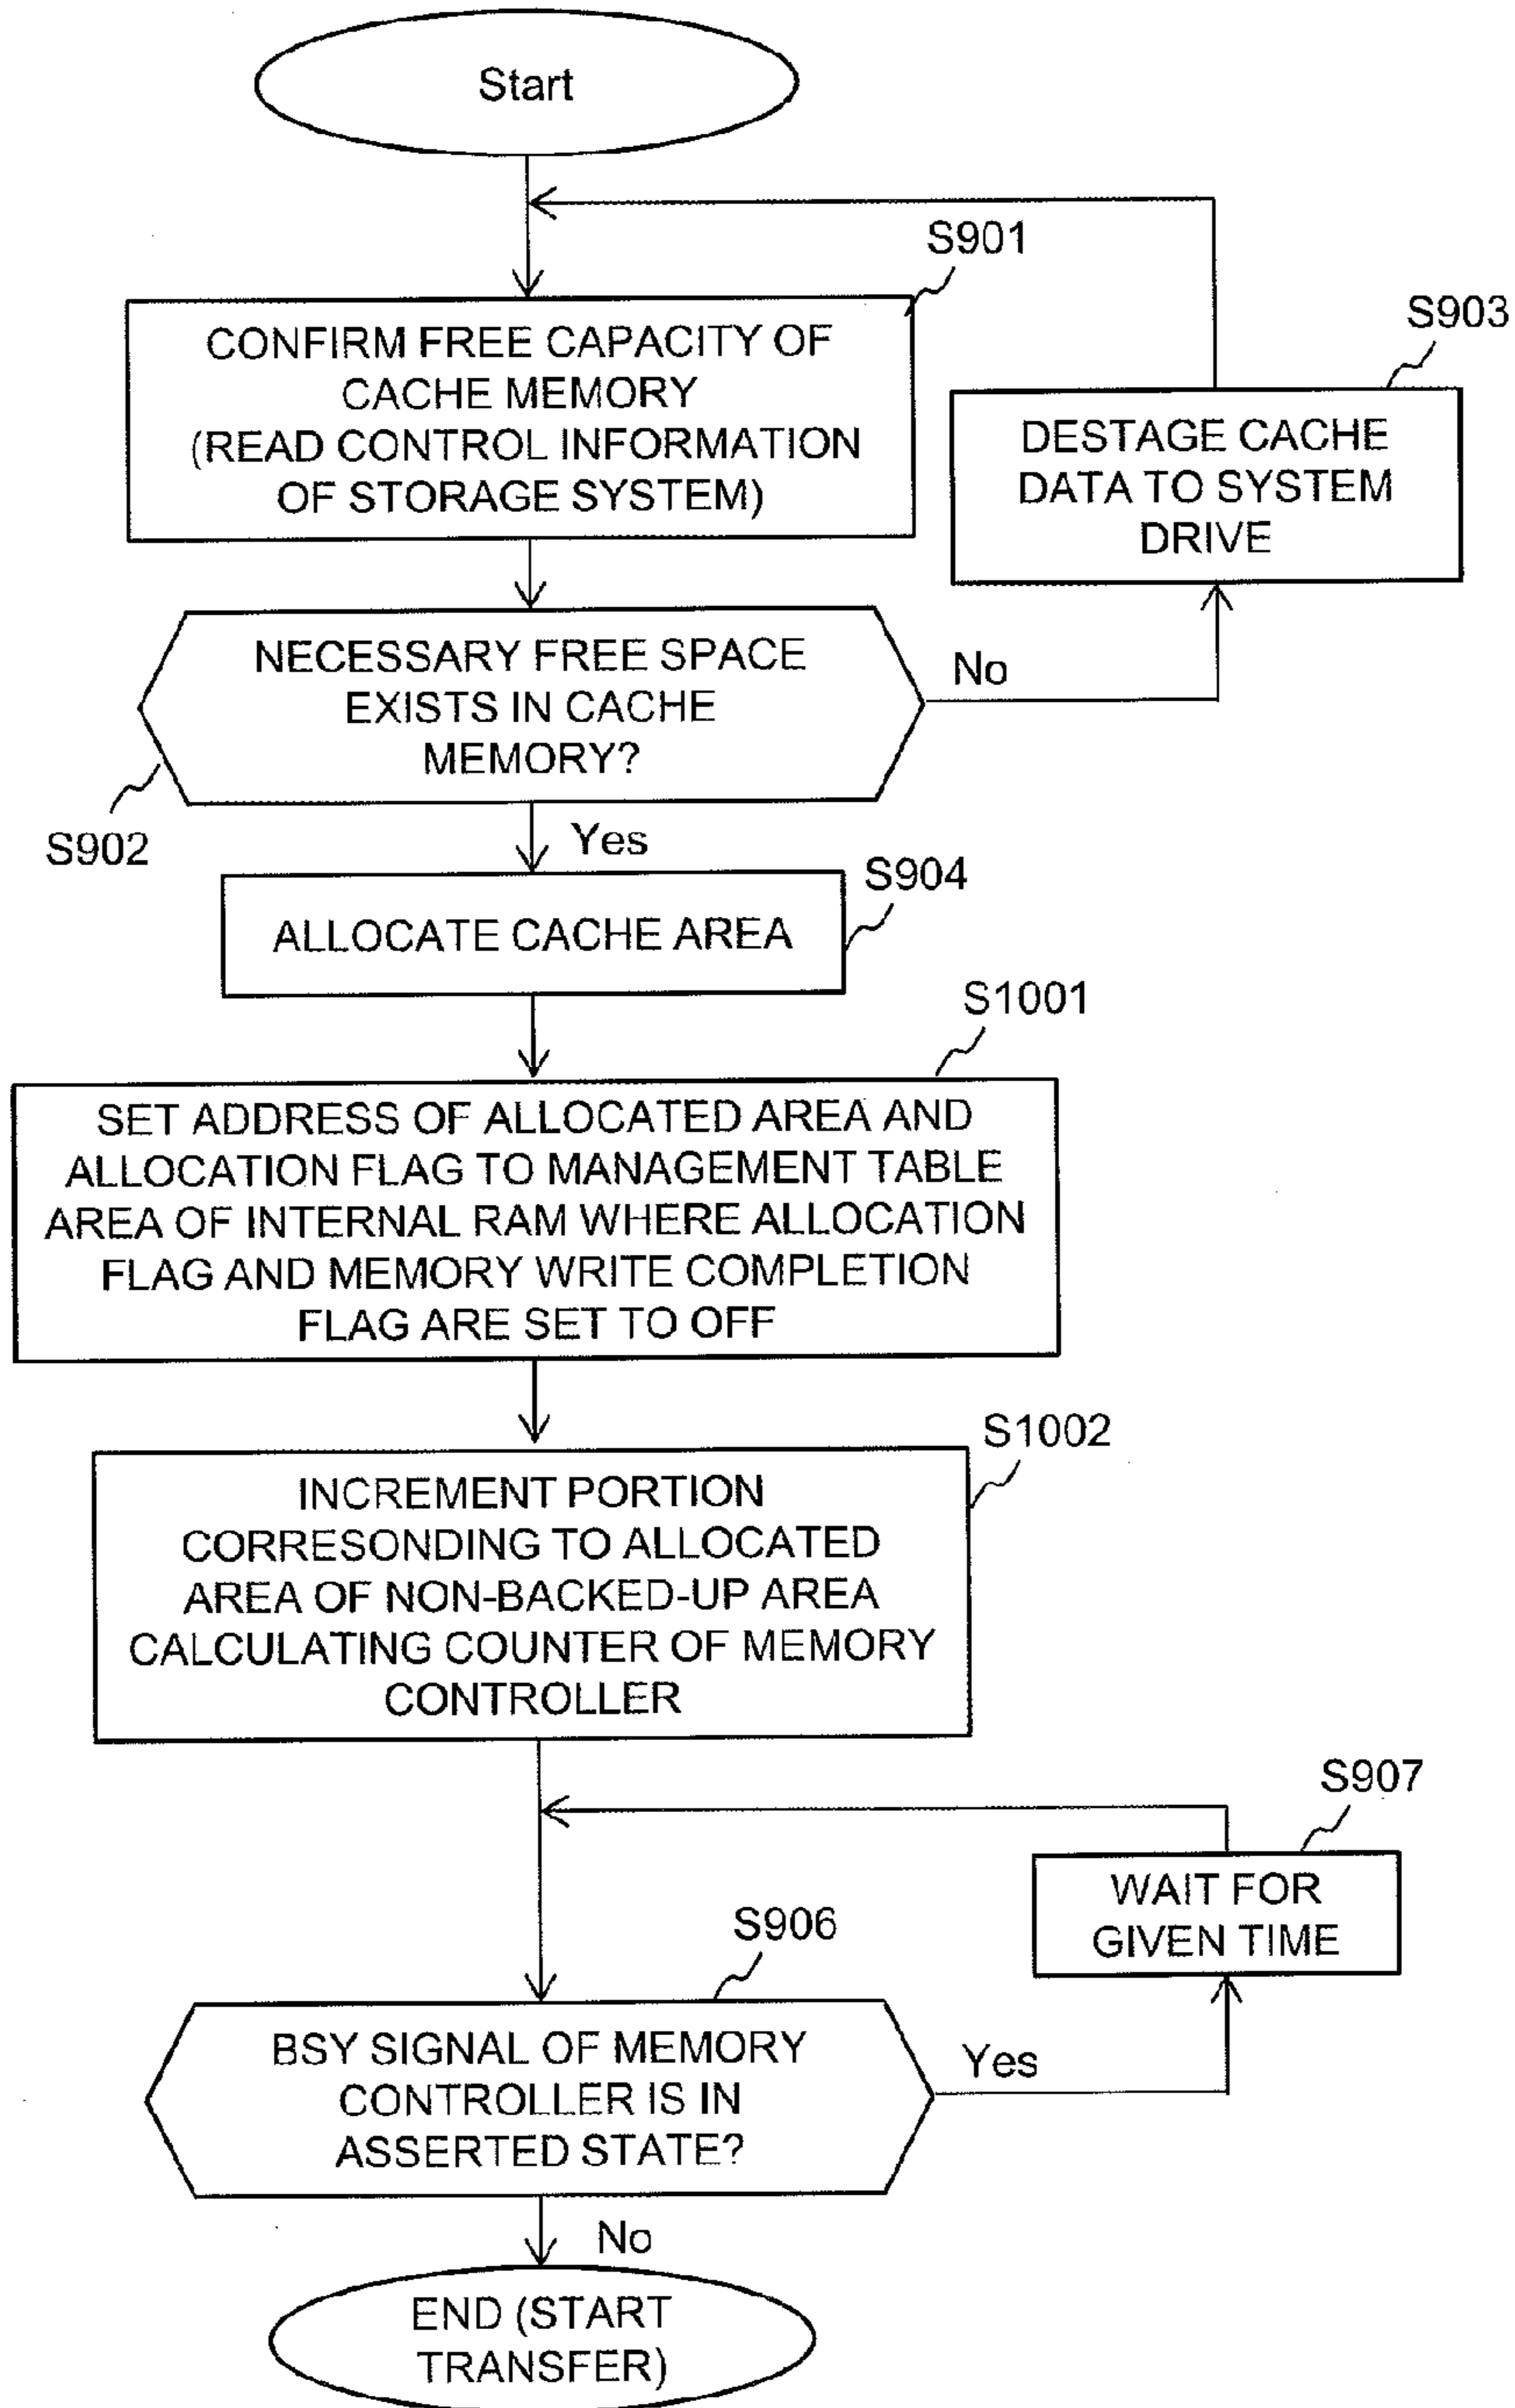 Start
S901
CONFIRM FREE CAPACITY OF
CACHE MEMORY
(READ CONTROL INFORMATION
OF STORAGE SYSTEM)
S903
DESTAGE CACHE
DATA TO SYSTEM
DRIVE
NECESSARY FREE SPACE
EXISTS IN CACHE
MEMORY?
No
S902
Yes
S904
ALLOCATE CACHE AREA
S1001
SET ADDRESS OF ALLOCATED AREA AND
ALLOCATION FLAG TO MANAGEMENT TABLE
AREA OF INTERNAL RAM WHERE ALLOCATION
FLAG AND MEMORY WRITE COMPLETION
FLAG ARE SET TO OFF
S1002
INCREMENT PORTION
CORRESONDING TO ALLOCATED
AREA OF NON-BACKED-UP AREA
CALCULATING COUNTER OF MEMORY
CONTROLLER
S907
WAIT FOR
GIVEN TIME
S906
BSY SIGNAL OF MEMORY
CONTROLLER IS IN
ASSERTED STATE?
Yes
No
END (START
TRANSFER)